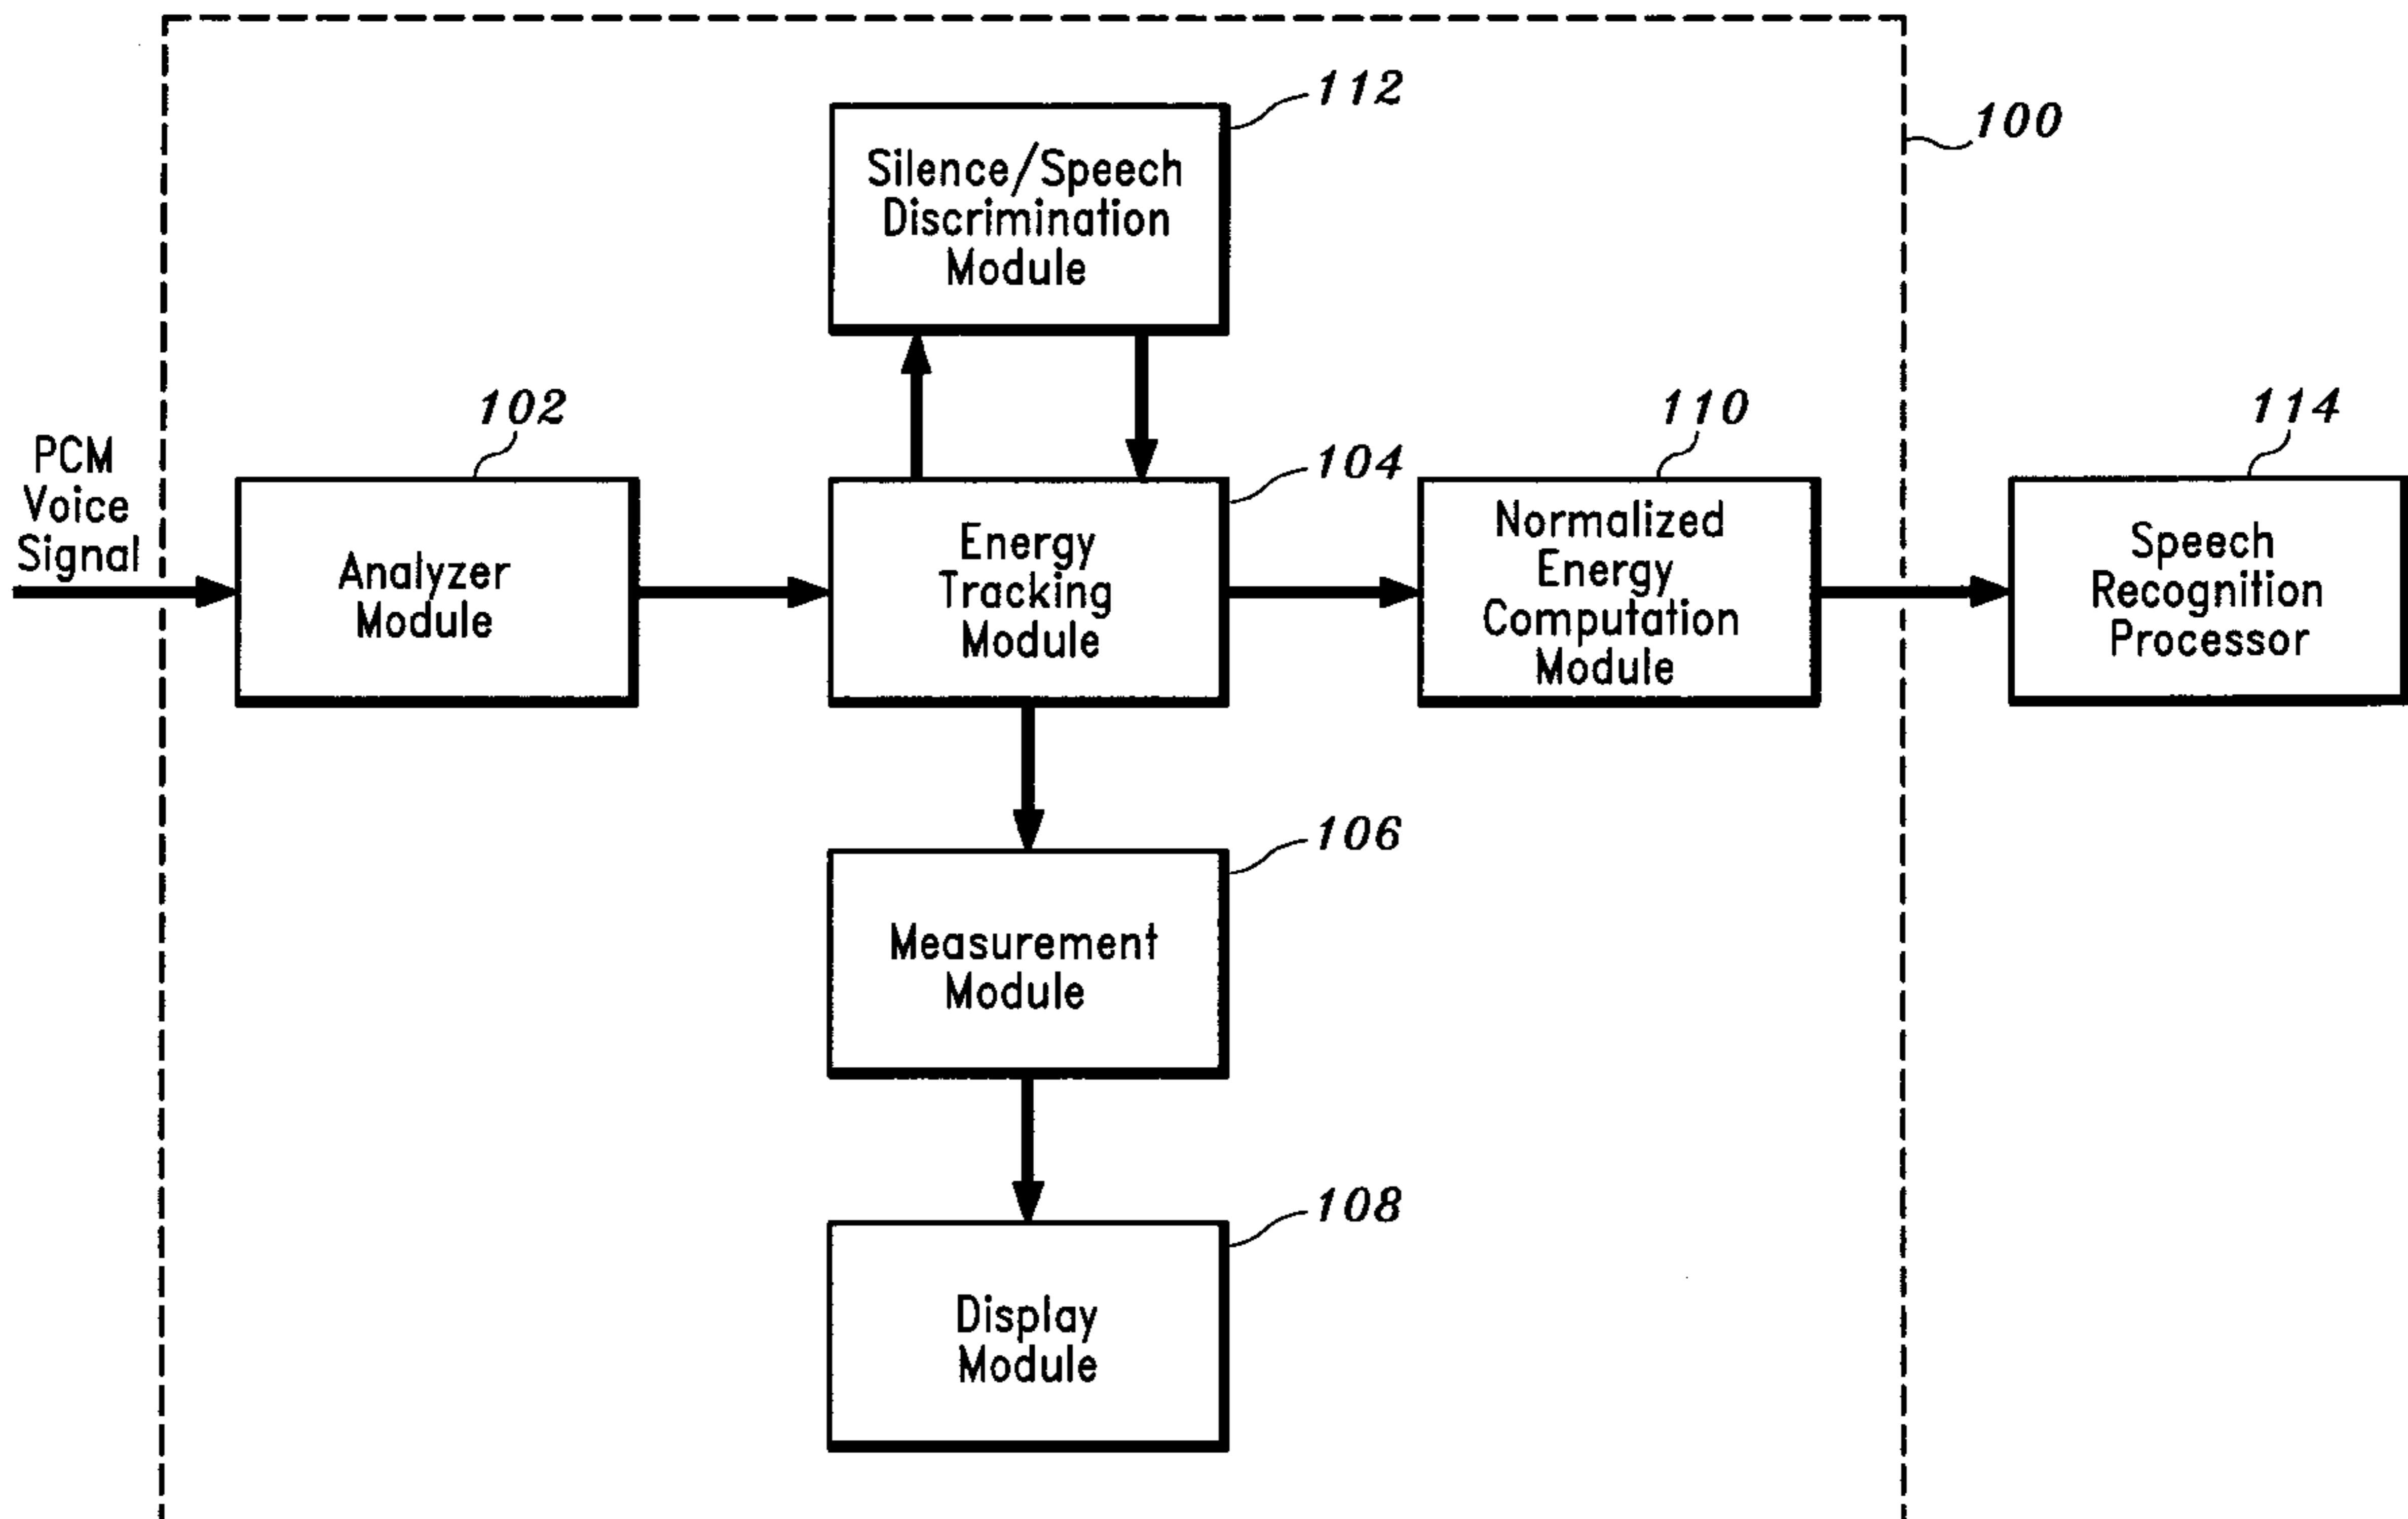 112
Silence/Speech
Discrimination
Module
100
102
PCM
Voice
Signal
Analyzer
Module
104
Energy
Tracking
Module
110
Normalized
Energy
Computation
Module
114
Speech
Recognition
Processor
106
Measurement
Module
108
Display
Module